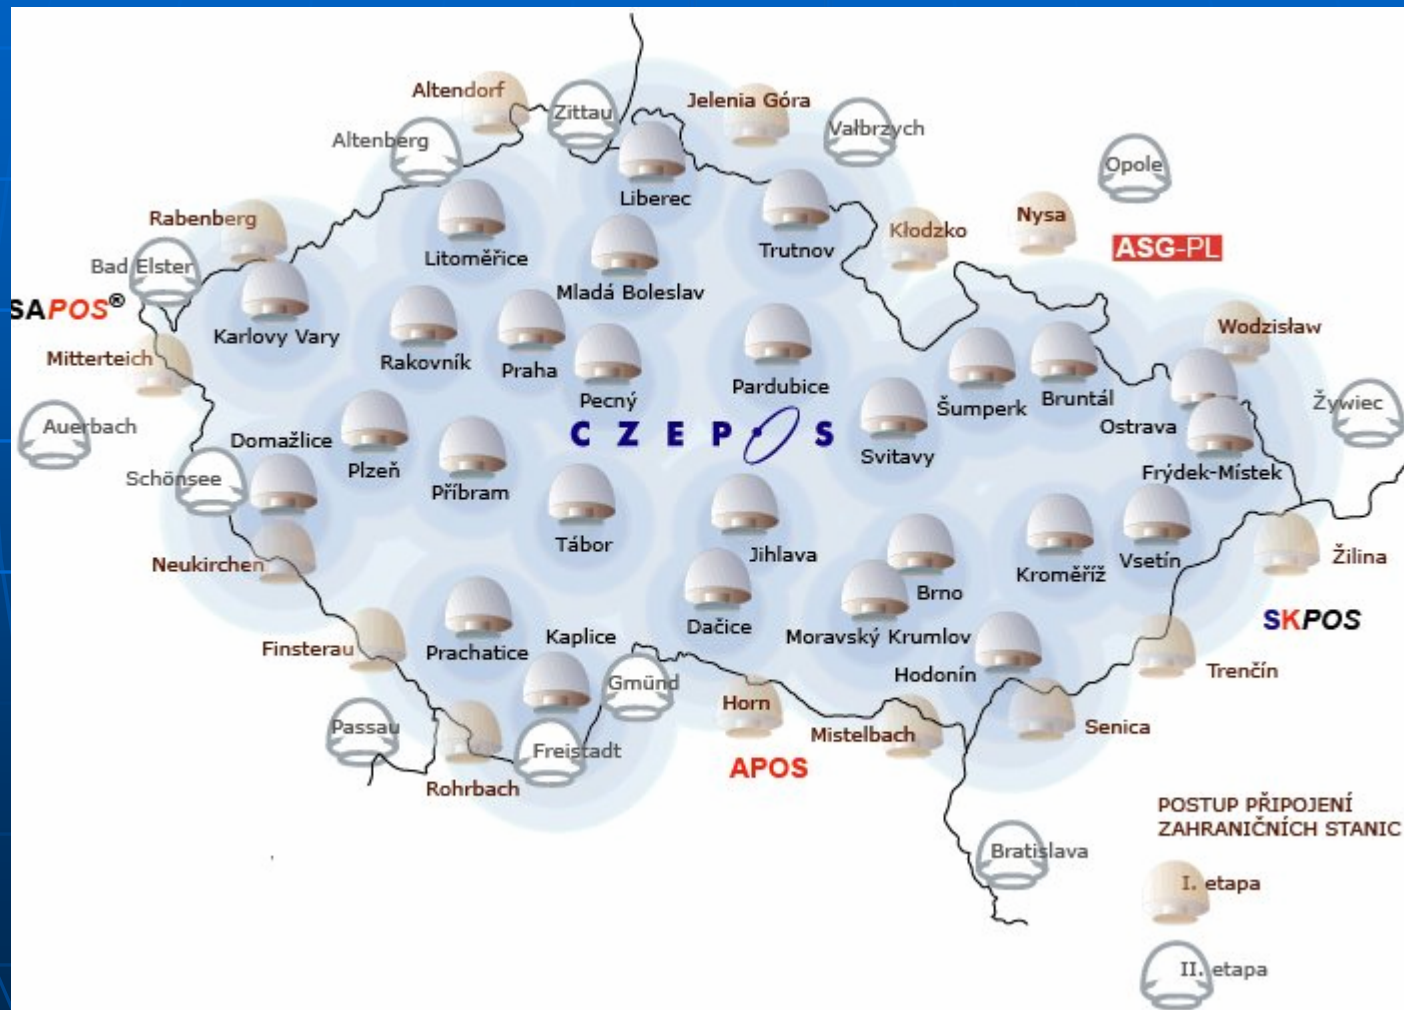 Altendorf
Zittau
Jelenia Góra
Altenberg
Vałbrzych
Opole
Liberec
Rabenberg
Litoměřice
Trutnov
Kłodzko
Nysa
ASG-PL
Bad Elster
Mladá Boleslav
SAPOS®
Karlovy Vary
Rakovník
Praha
Wodzisław
Mitterteich
Pecný
Pardubice
Šumperk
Bruntál
Żywiec
Auerbach
Domažlice
CZEPOS
Ostrava
Plzeň
Svitavy
Frýdek-Místek
Schönsee
Příbram
Tábor
Jihlava
Vsetín
Žilina
Neukirchen
Kroměříž
Brno
SKPOS
Dačice
Moravský Krumlov
Kaplice
Finsterau
Prachatice
Hodonín
Trenčín
Gmünd
Horn
Passau
Mistelbach
Senica
Freistadt
APOS
Rohrbach
POSTUP PŘIPOJENÍ
ZAHRANIČNÍCH STANIC
Bratislava
I. etapa
II. etapa